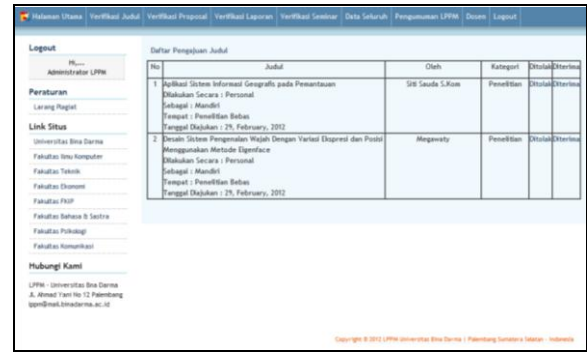 Halaman Utama Verifikasi Judul Verifikasi Proposal Verifikasi Laporan Verifikasi Seminar Data Seluruh Pengumuman LPPM Dosen Logout
Logout
Hi,....
Administrator LPPM
Peraturan
Larang Plagiat
Link Situs
Universitas Bina Darma
Fakultas Ilmu Komputer
Fakultas Teknik
Fakultas Ekonomi
Fakultas FKIP
Fakultas Bahasa & Sastra
Fakultas Psikologi
Fakultas Komunikasi
Hubungi Kami
LPPM - Universitas Bina Darma
Jl. Ahmad Yani No 12 Palembang
lppm@mail.binadarma.ac.id
Daftar Pengajuan Judul
No Judul Oleh Kategori Ditolak Diterima
1 Aplikasi Sistem Informasi Geografis pada Pemantauan Siti Sauda S.Kom Penelitian Ditolak Diterima
Dilakukan Secara : Personal
Sebagai : Mandiri
Tempat : Penelitian Bebas
Tanggal Diajukan : 29, February, 2012
2 Desain Sistem Pengenalan Wajah Dengan Variasi Ekspresi dan Posisi Megawaty Penelitian Ditolak Diterima
Menggunakan Metode Eigenface
Dilakukan Secara : Personal
Sebagai : Mandiri
Tempat : Penelitian Bebas
Tanggal Diajukan : 29, February, 2012
Copyright © 2012 LPPM Universitas Bina Darma | Palembang Sumatera Selatan - Indonesia